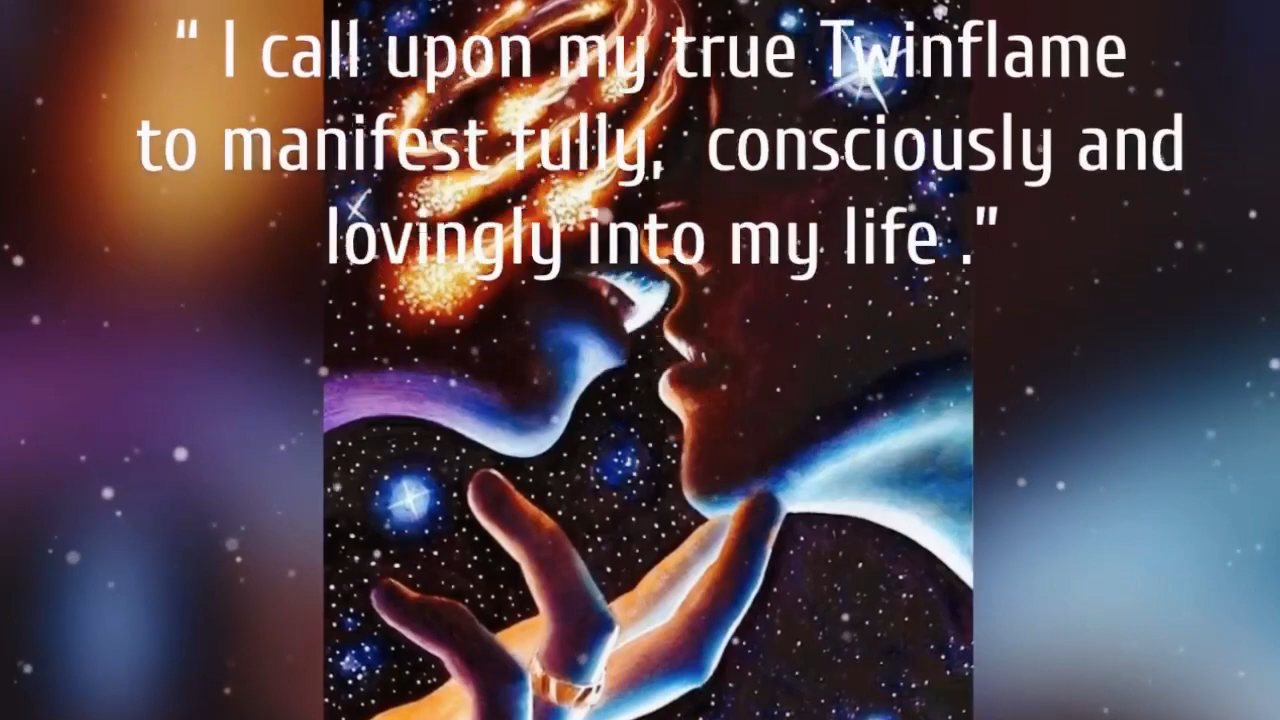 “ I call upon my true Twinflame
to manifest fully, consciously and
lovingly into my life .”